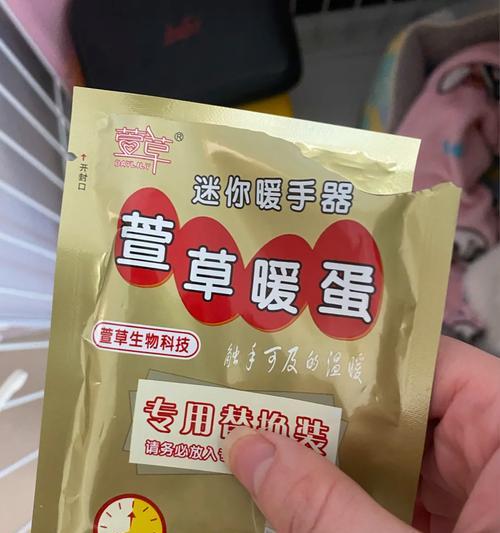 萱草®
DAYLILY
开封口
迷你暖手器
萱草暖蛋
萱草生物科技
触手可及的温暖
专用替换装
请务必放入